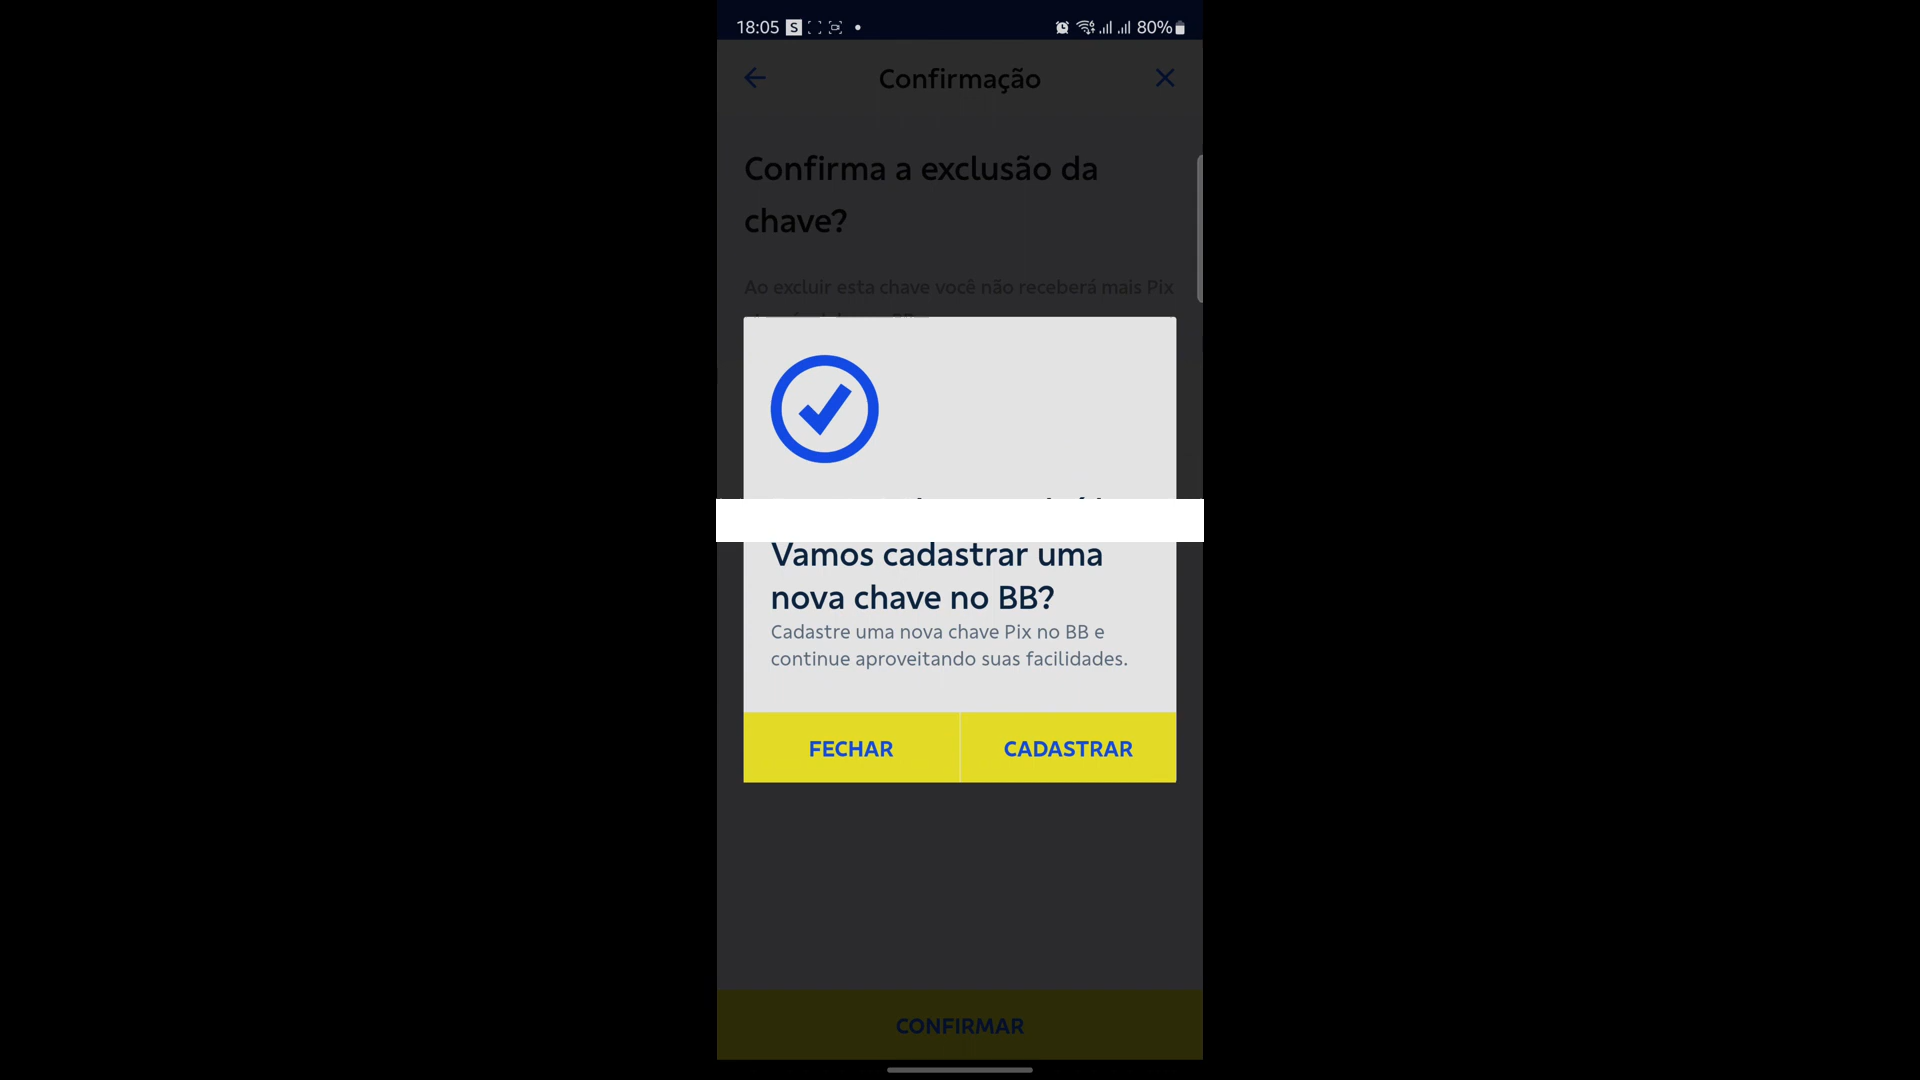 18:05
80%
Confirmação
Confirma a exclusão da
chave?
Ao excluir esta chave você não receberá mais Pix
Vamos cadastrar uma
nova chave no BB?
Cadastre uma nova chave Pix no BB e
continue aproveitando suas facilidades.
FECHAR
CADASTRAR
CONFIRMAR